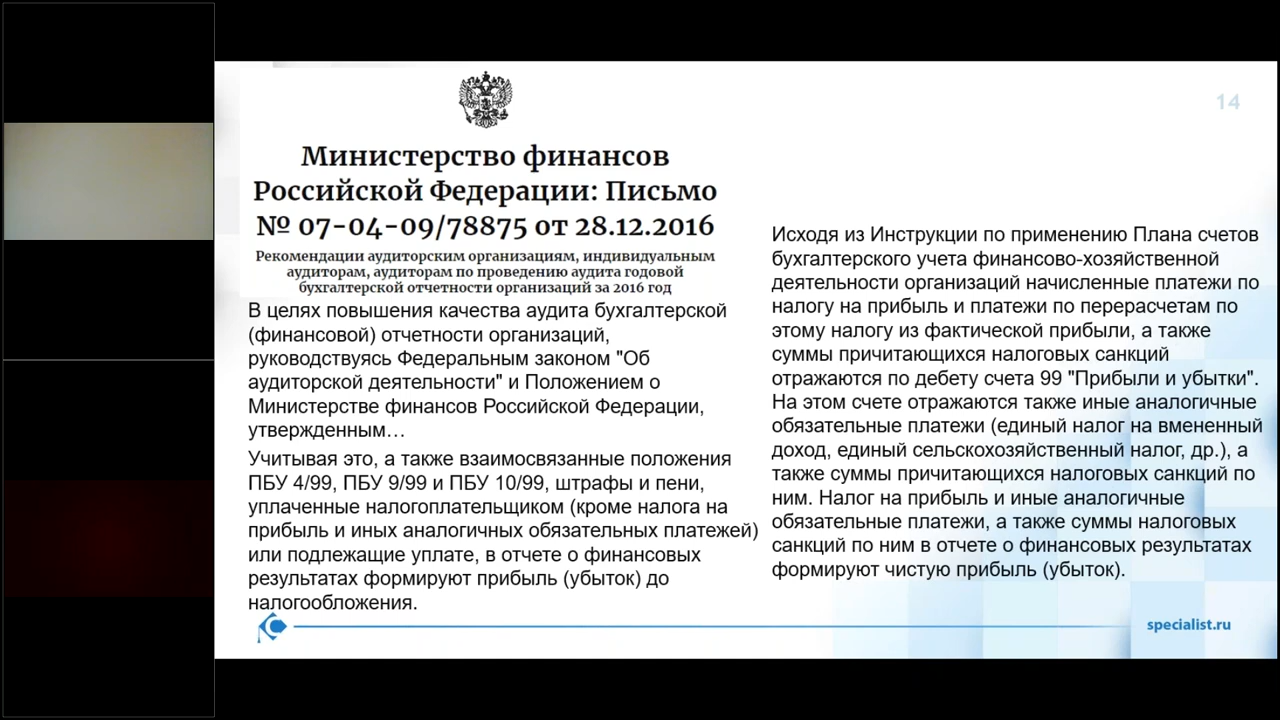 14
Министерство финансов
Российской Федерации: Письмо
№ 07-04-09/78875 от 28.12.2016
Рекомендации аудиторским организациям, индивидуальным
аудиторам, аудиторам по проведению аудита годовой
бухгалтерской отчетности организаций за 2016 год
В целях повышения качества аудита бухгалтерской
(финансовой) отчетности организаций,
руководствуясь Федеральным законом "Об
аудиторской деятельности" и Положением о
Министерстве финансов Российской Федерации,
утвержденным…
Учитывая это, а также взаимосвязанные положения
ПБУ 4/99, ПБУ 9/99 и ПБУ 10/99, штрафы и пени,
уплаченные налогоплательщиком (кроме налога на
прибыль и иных аналогичных обязательных платежей)
или подлежащие уплате, в отчете о финансовых
результатах формируют прибыль (убыток) до
налогообложения.
Исходя из Инструкции по применению Плана счетов
бухгалтерского учета финансово-хозяйственной
деятельности организаций начисленные платежи по
налогу на прибыль и платежи по перерасчетам по
этому налогу из фактической прибыли, а также
суммы причитающихся налоговых санкций
отражаются по дебету счета 99 "Прибыли и убытки".
На этом счете отражаются также иные аналогичные
обязательные платежи (единый налог на вмененный
доход, единый сельскохозяйственный налог, др.), а
также суммы причитающихся налоговых санкций по
ним. Налог на прибыль и иные аналогичные
обязательные платежи, а также суммы налоговых
санкций по ним в отчете о финансовых результатах
формируют чистую прибыль (убыток).
specialist.ru